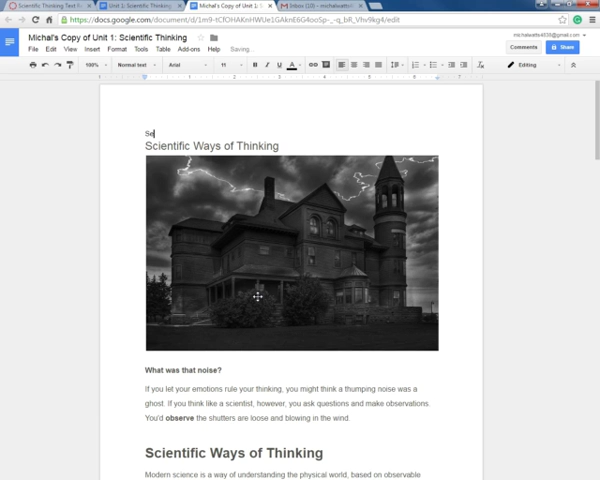 Scientific Thinking Text
Unit 1: Scientific Thinking
Michal's Copy of Unit 1: S
Inbox (10) - michalwatts4
https://docs.google.com/document/d/
/edit
Michal's Copy of Unit 1: Scientific Thinking
File Edit View Insert Format Tools Table Add-ons Help Saving...
Comments Share
100% Normal text Arial 11 B I U A Editing
Se
Scientific Ways of Thinking
What was that noise?
If you let your emotions rule your thinking, you might think a thumping noise was a
ghost. If you think like a scientist, however, you ask questions and make observations.
You'd observe the shutters are loose and blowing in the wind.
Scientific Ways of Thinking
Modern science is a way of understanding the physical world, based on observable